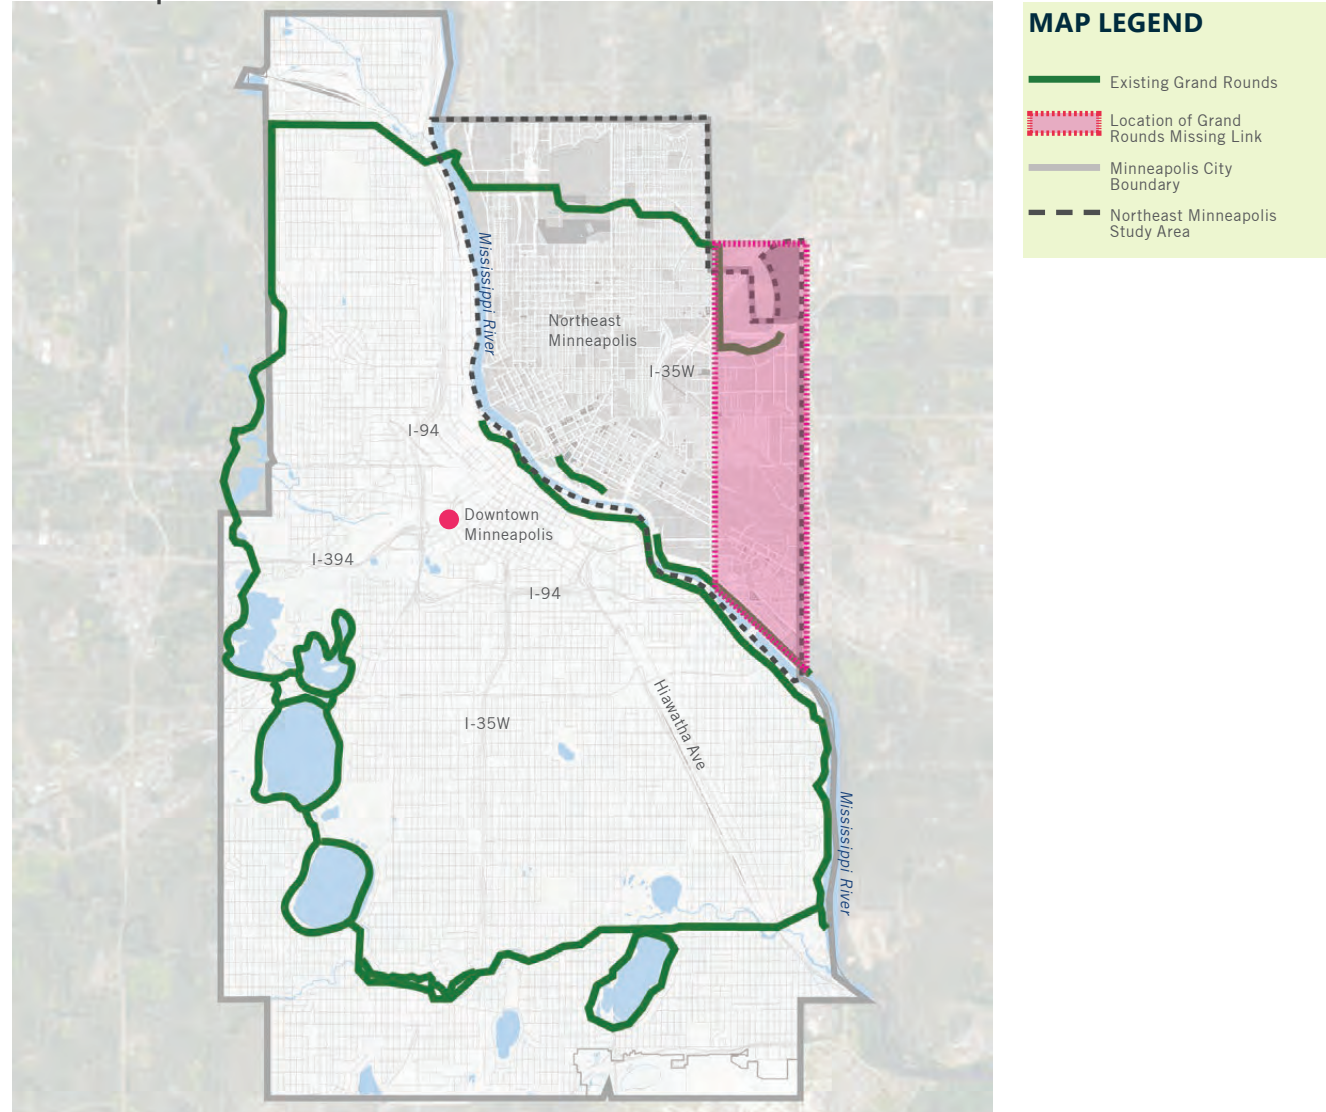 MAP LEGEND
Existing Grand Rounds
Location of Grand
Rounds Missing Link
Minneapolis City
Boundary
Northeast Minneapolis
Study Area
Mississippi River
Northeast
Minneapolis
I-35W
I-94
Downtown
Minneapolis
I-394
I-94
Hiawatha Ave
I-35W
Mississippi River